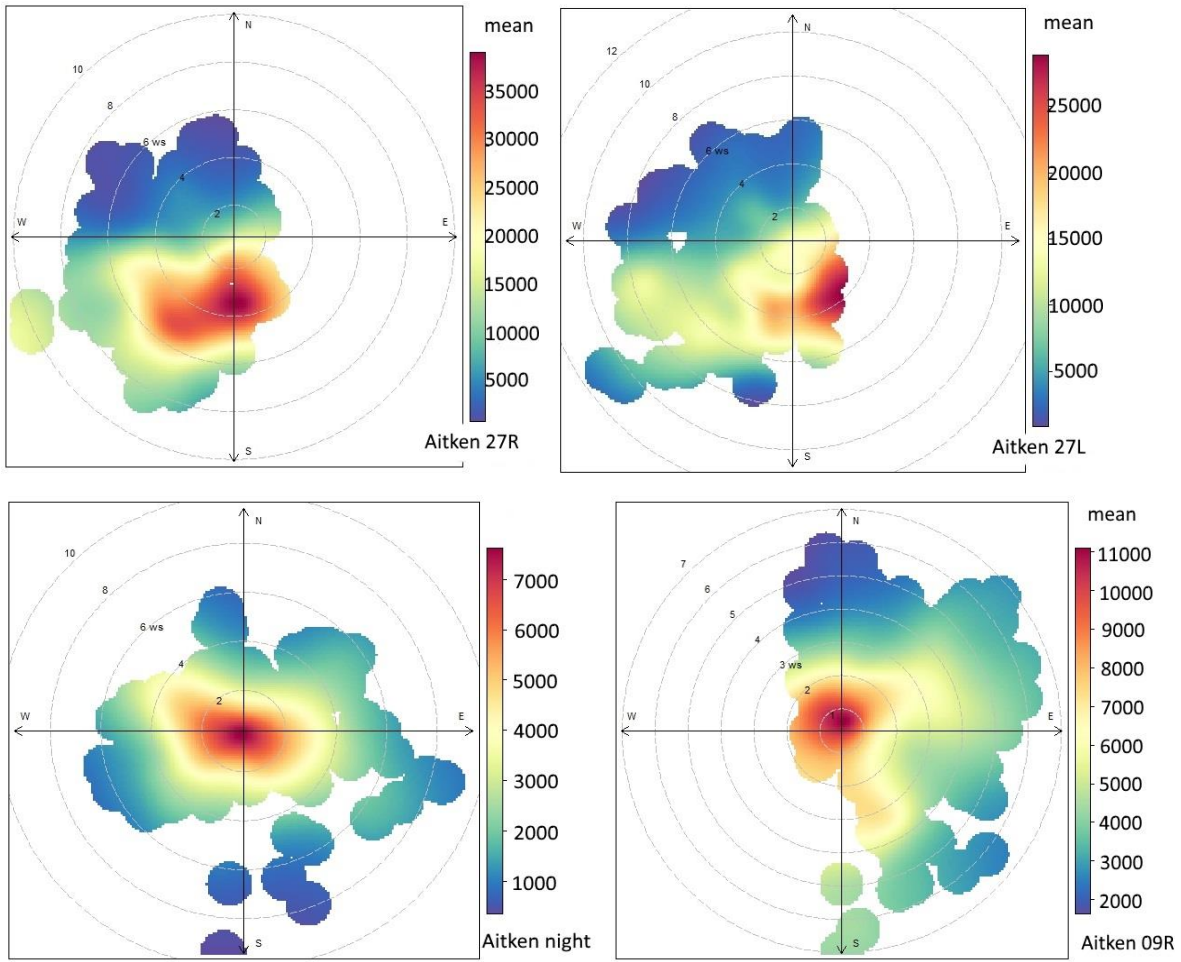 mean
N
10
8
6 ws
4
2
W
E
S
35000
30000
25000
20000
15000
10000
5000
Aitken 27R
mean
N
12
10
8
6 ws
4
2
W
E
S
25000
20000
15000
10000
5000
Aitken 27L
N
10
8
6 ws
4
2
W
E
S
7000
6000
5000
4000
3000
2000
1000
Aitken night
mean
N
7
6
5
4
3 ws
2
1
W
E
S
11000
10000
9000
8000
7000
6000
5000
4000
3000
2000
Aitken 09R